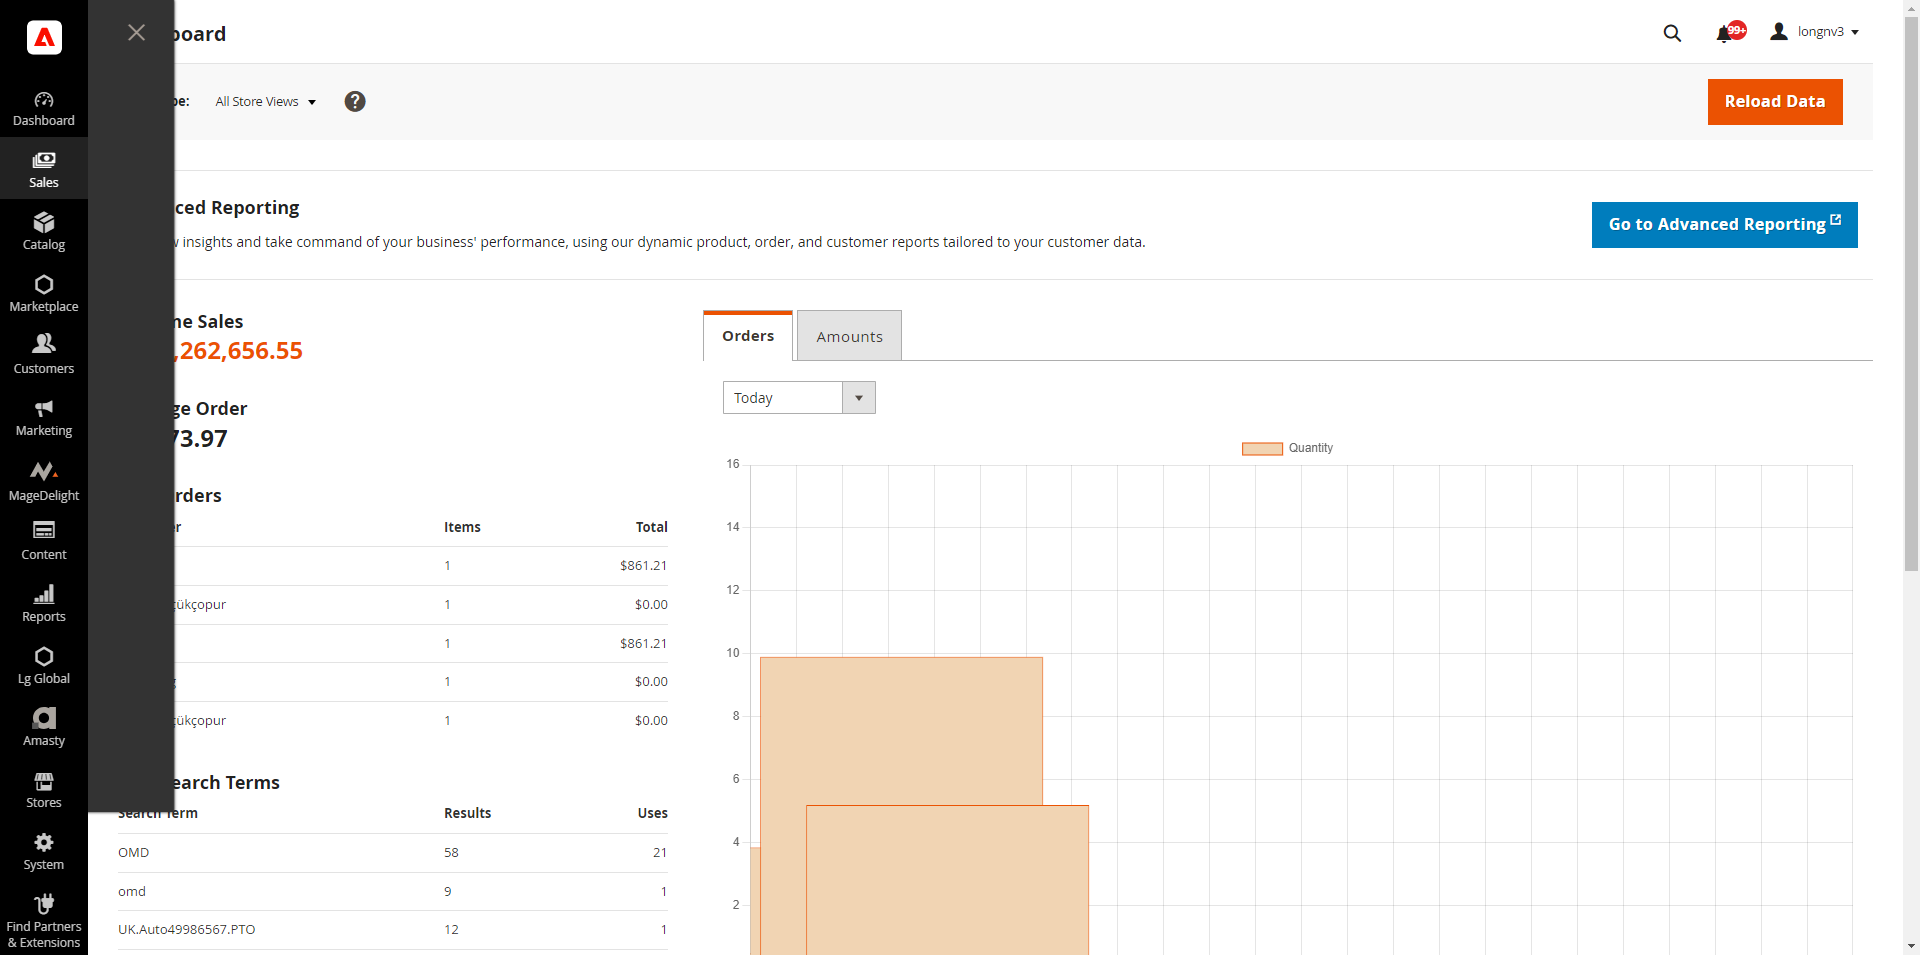 Dashboard
Sales
Catalog
Marketplace
Customers
Marketing
MageDelight
Content
Reports
Lg Global
Amasty
Stores
System
Find Partners
& Extensions
board
99+
longnv3
pe:
All Store Views
?
Reload Data
ced Reporting
insights and take command of your business' performance, using our dynamic product, order, and customer reports tailored to your customer data.
Go to Advanced Reporting
ne Sales
,262,656.55
ge Order
73.97
rders
r Items Total
1 $861.21
ükçopur 1 $0.00
1 $861.21
1 $0.00
ükçopur 1 $0.00
earch Terms
Search Term Results Uses
OMD 58 21
omd 9 1
UK.Auto49986567.PTO 12 1
Orders
Amounts
Today
Quantity
16
14
12
10
8
6
4
2